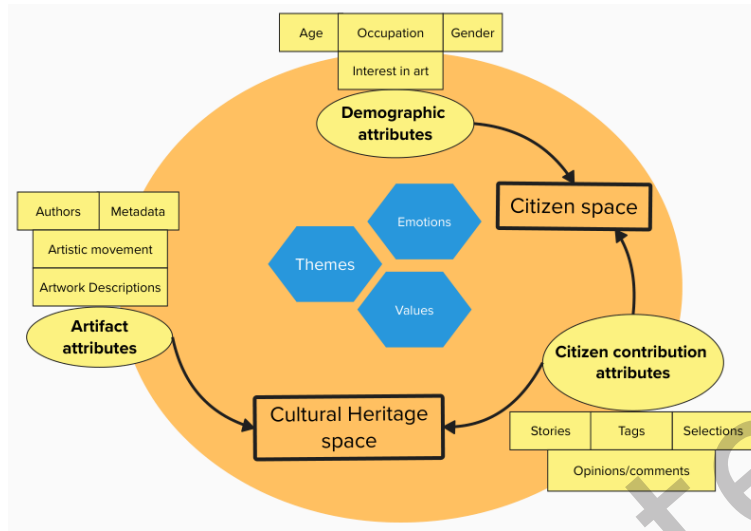 Age
Occupation
Gender
Interest in art
Demographic
attributes
Citizen space
Authors
Metadata
Artistic movement
Artwork Descriptions
Artifact
attributes
Emotions
Themes
Values
Citizen contribution
attributes
Cultural Heritage
space
Stories
Tags
Selections
Opinions/comments